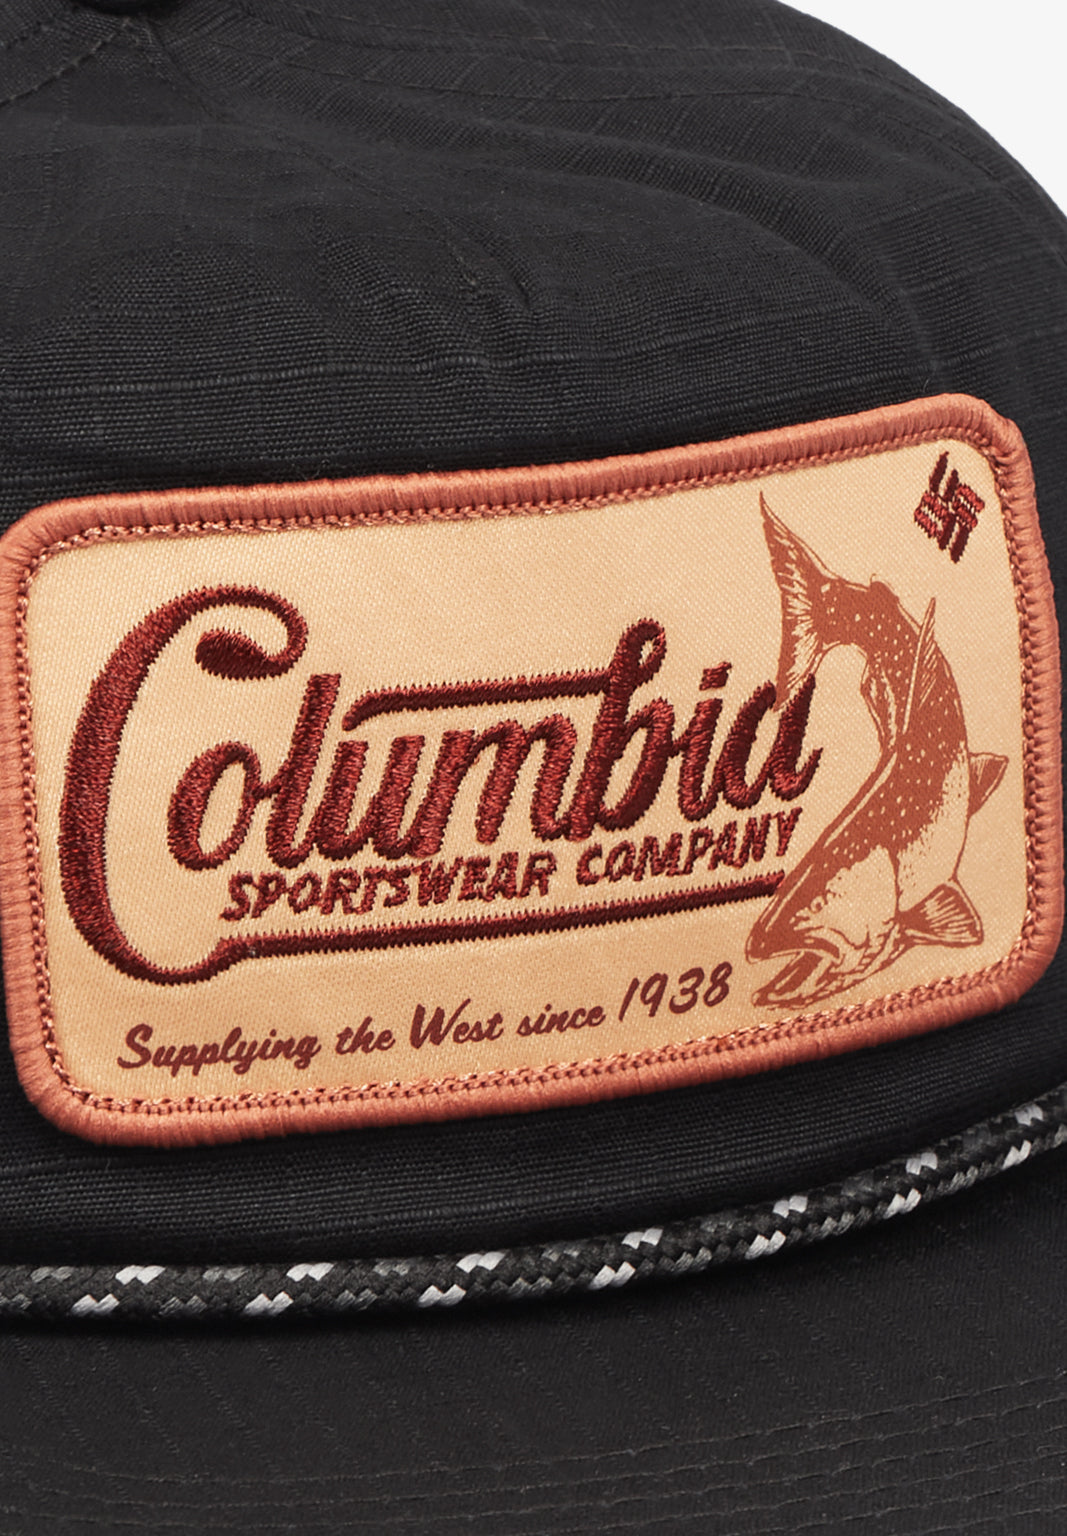 Columbia
SPORTSWEAR COMPANY
Supplying the West since 1938